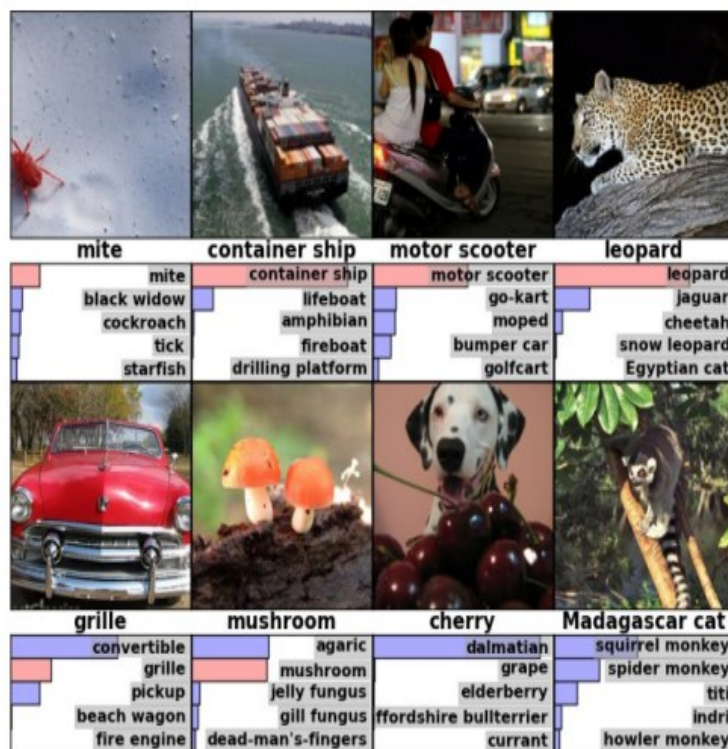 mite
container ship
motor scooter
leopard
mite
black widow
cockroach
tick
starfish
container ship
lifeboat
amphibian
fireboat
drilling platform
motor scooter
go-kart
moped
bumper car
golfcart
leopard
jaguar
cheetah
snow leopard
Egyptian cat
grille
mushroom
cherry
Madagascar cat
convertible
grille
pickup
beach wagon
fire engine
agaric
mushroom
jelly fungus
gill fungus
dead-man's-fingers
dalmatian
grape
elderberry
ffordshire bullterrier
currant
squirrel monkey
spider monkey
titi
indri
howler monkey